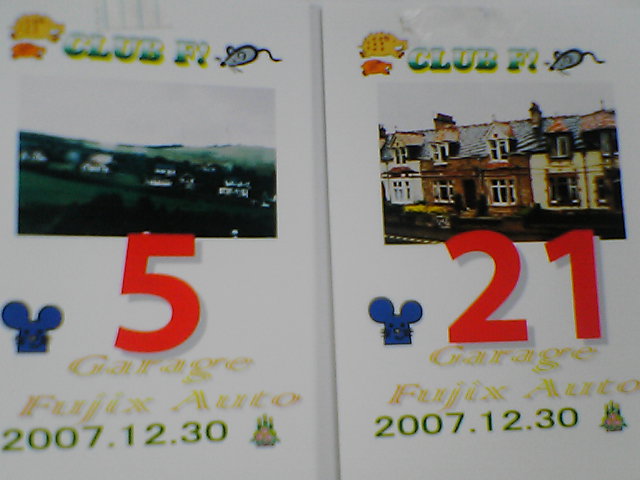 CLUB F!
5
Garage
Fujix Auto
2007.12.30
CLUB F!
21
Garage
Fujix Auto
2007.12.30